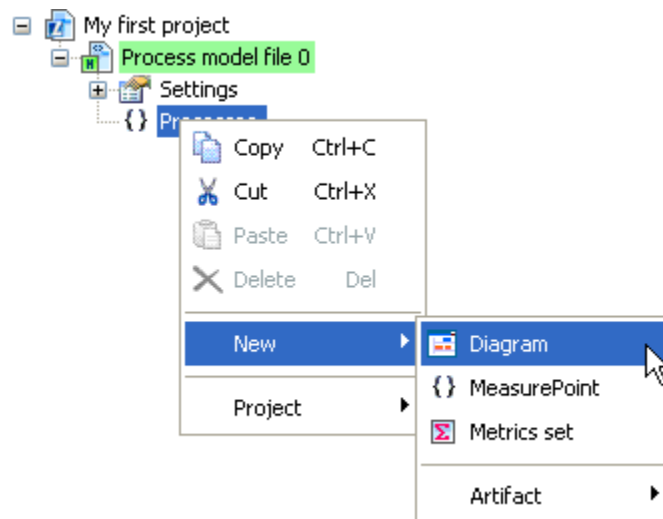 My first project
Process model file 0
Settings
Copy Ctrl+C
Cut Ctrl+X
Paste Ctrl+V
Delete Del
New
Diagram
MeasurePoint
Project
Metrics set
Artifact